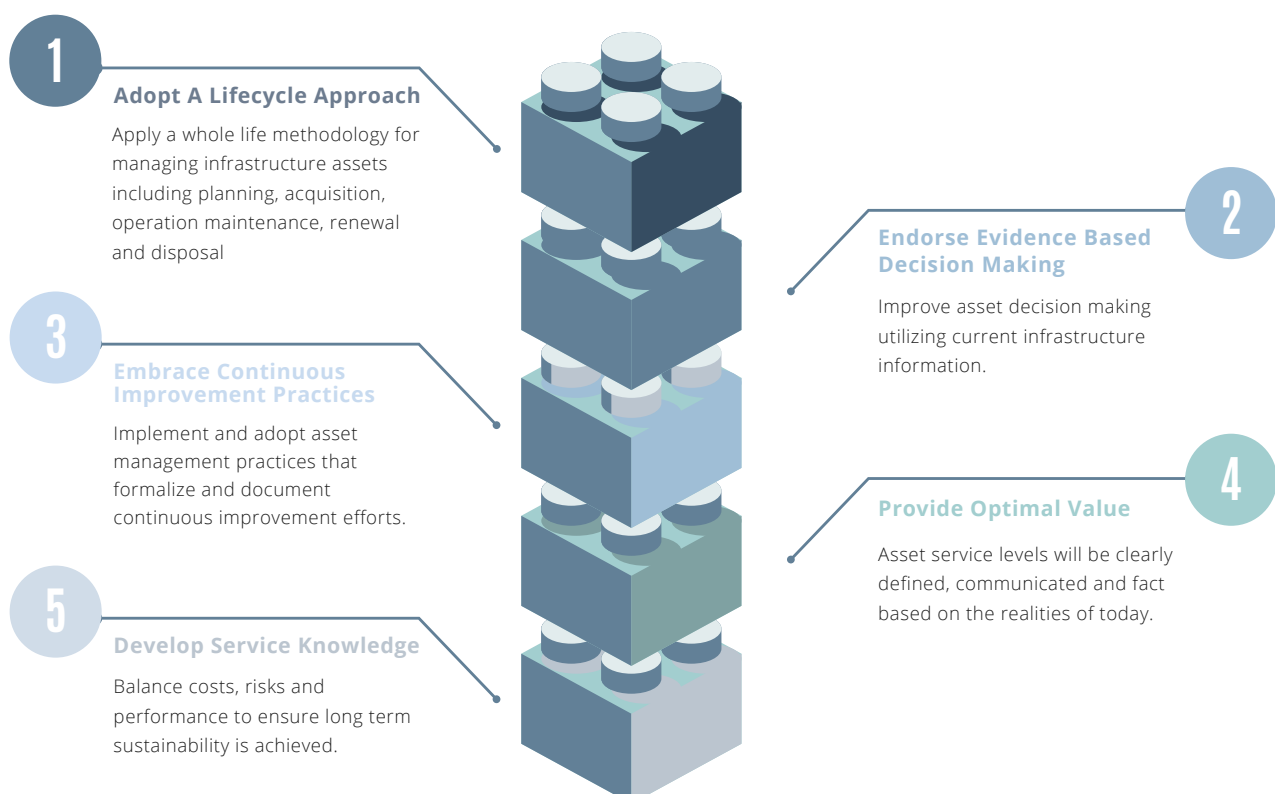 1
Adopt A Lifecycle Approach
Apply a whole life methodology for
managing infrastructure assets
including planning, acquisition,
operation maintenance, renewal
and disposal
2
Endorse Evidence Based
Decision Making
Improve asset decision making
utilizing current infrastructure
information.
3
Embrace Continuous
Improvement Practices
Implement and adopt asset
management practices that
formalize and document
continuous improvement efforts.
4
Provide Optimal Value
Asset service levels will be clearly
defined, communicated and fact
based on the realities of today.
5
Develop Service Knowledge
Balance costs, risks and
performance to ensure long term
sustainability is achieved.